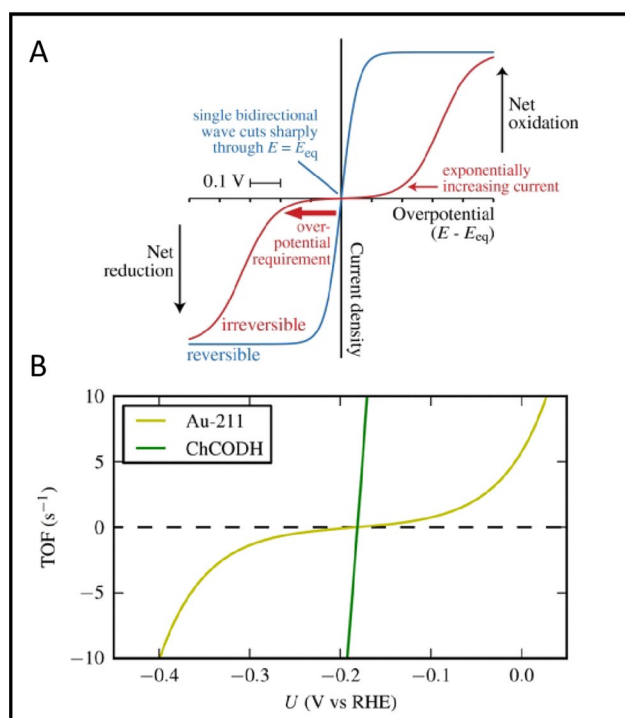 A
single bidirectional
wave cuts sharply
through E = Eeq
0.1 V
Net
oxidation
exponentially
increasing current
Overpotential
(E - Eeq)
over-
potential
requirement
Net
reduction
Current density
irreversible
reversible
B
Au-211
ChCODH
TOF (s⁻¹)
10
5
0
−5
−10
−0.4 −0.3 −0.2 −0.1 0.0
U (V vs RHE)